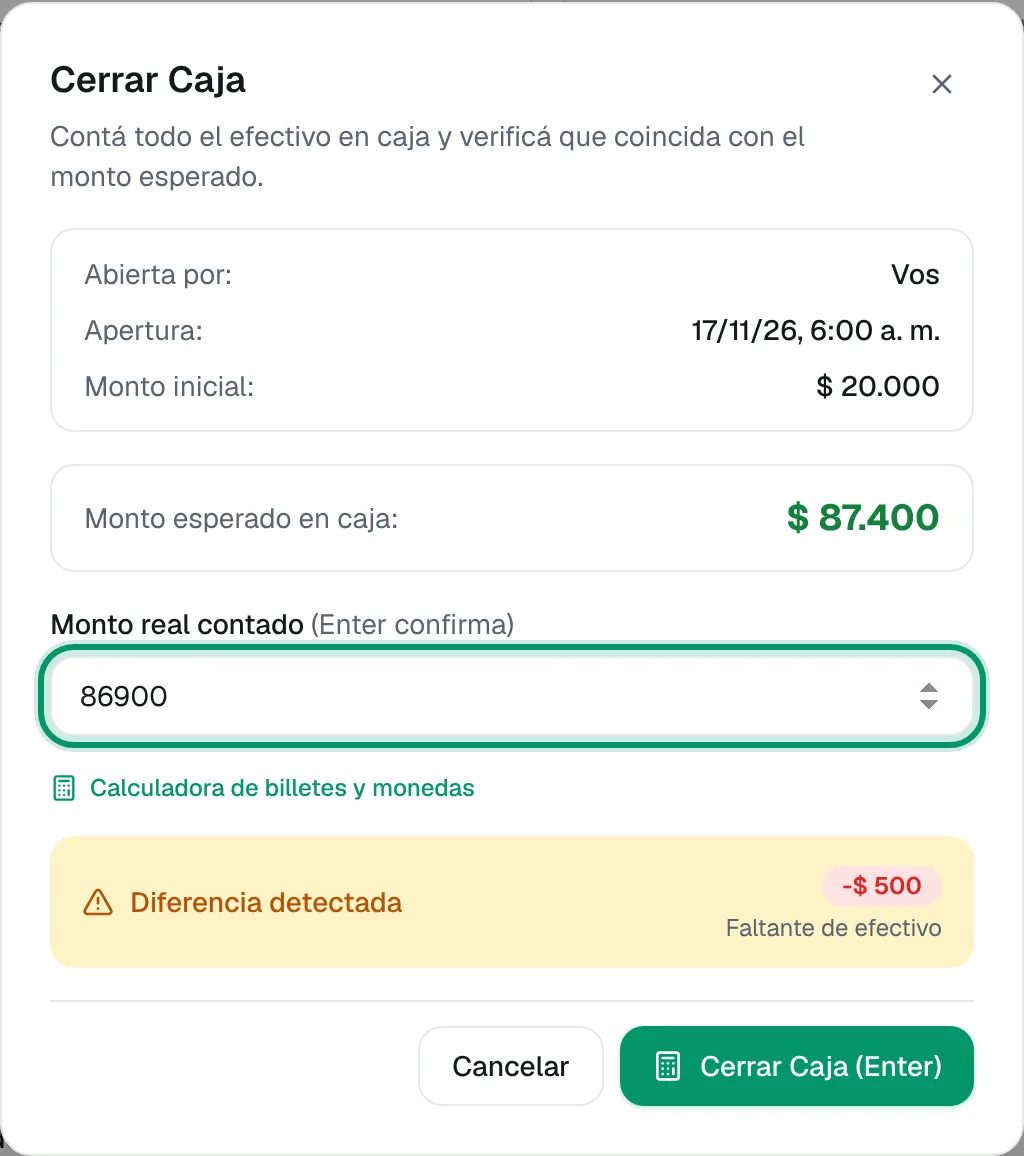 Cerrar Caja
Contá todo el efectivo en caja y verificá que coincida con el
monto esperado.
Abierta por: Vos
Apertura: 17/11/26, 6:00 a. m.
Monto inicial: $ 20.000
Monto esperado en caja: $ 87.400
Monto real contado (Enter confirma)
86900
Calculadora de billetes y monedas
Diferencia detectada
-$ 500
Faltante de efectivo
Cancelar
Cerrar Caja (Enter)